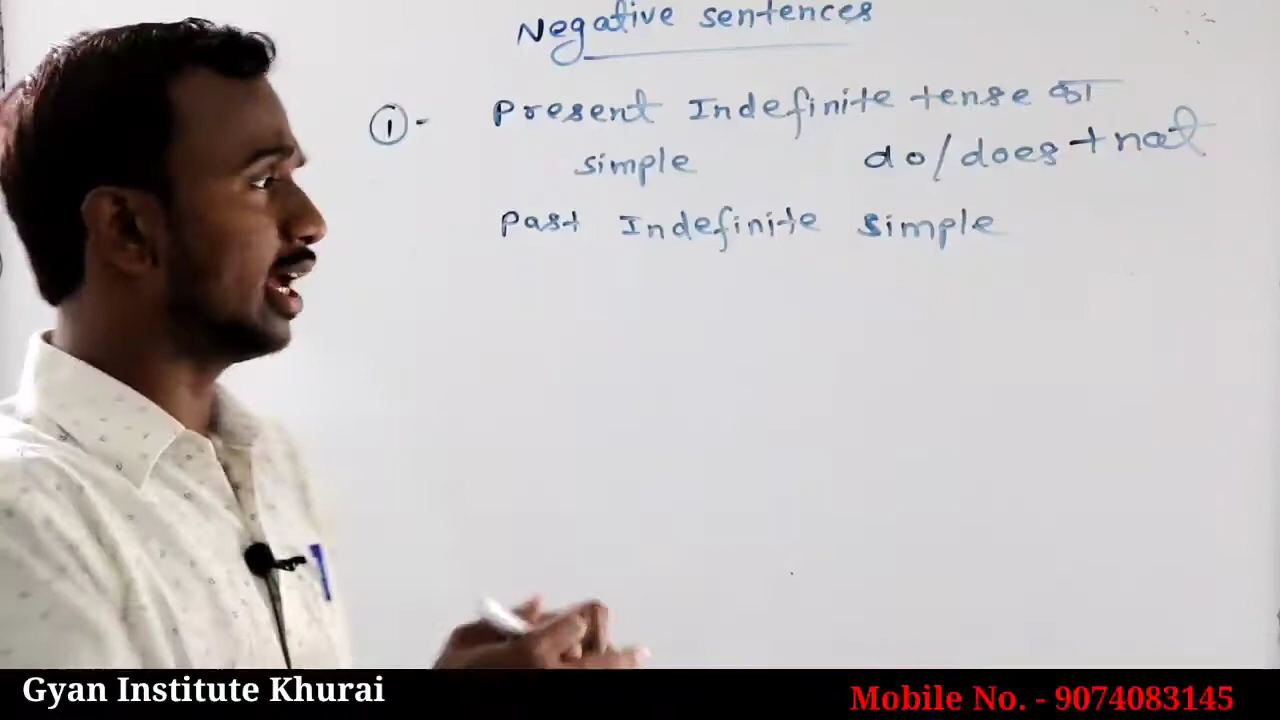 Negative sentences
①- Present Indefinite tense का
simple do/does + not
Past Indefinite simple
Gyan Institute Khurai
Mobile No. - 9074083145